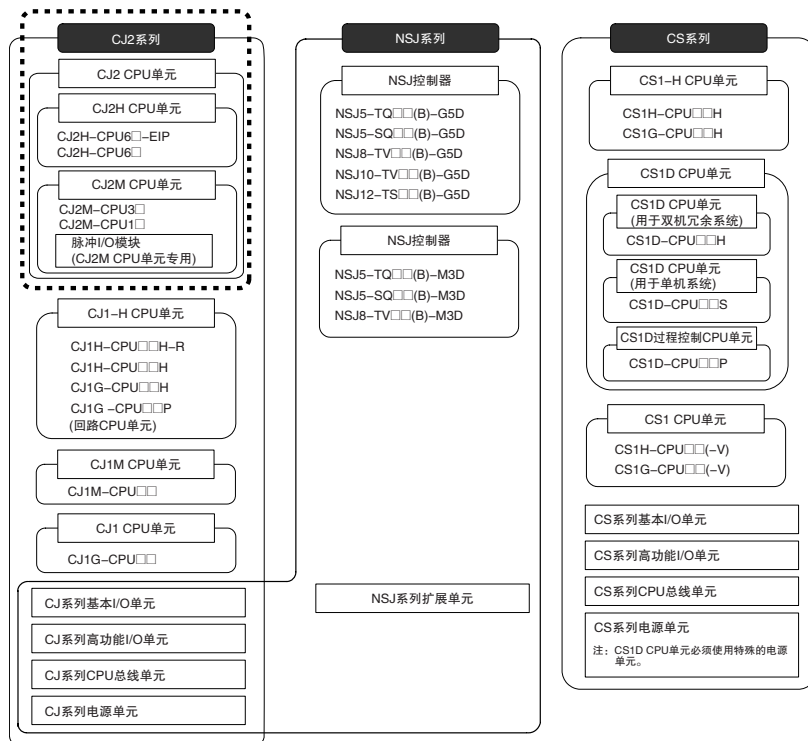 CJ2系列
CJ2 CPU单元
CJ2H CPU单元
CJ2H–CPU6□–EIP
CJ2H–CPU6□
CJ2M CPU单元
CJ2M–CPU3□
CJ2M–CPU1□
脉冲I/O模块
(CJ2M CPU单元专用)
CJ1–H CPU单元
CJ1H–CPU□□H–R
CJ1H–CPU□□H
CJ1G–CPU□□H
CJ1G –CPU□□P
(回路CPU单元)
CJ1M CPU单元
CJ1M–CPU□□
CJ1 CPU单元
CJ1G–CPU□□
CJ系列基本I/O单元
CJ系列高功能I/O单元
CJ系列CPU总线单元
CJ系列电源单元
NSJ系列
NSJ控制器
NSJ5–TQ□□(B)–G5D
NSJ5–SQ□□(B)–G5D
NSJ8–TV□□(B)–G5D
NSJ10–TV□□(B)–G5D
NSJ12–TS□□(B)–G5D
NSJ控制器
NSJ5–TQ□□(B)–M3D
NSJ5–SQ□□(B)–M3D
NSJ8–TV□□(B)–M3D
NSJ系列扩展单元
CS系列
CS1–H CPU单元
CS1H–CPU□□H
CS1G–CPU□□H
CS1D CPU单元
CS1D CPU单元
(用于双机冗余系统)
CS1D–CPU□□H
CS1D CPU单元
(用于单机系统)
CS1D–CPU□□S
CS1D过程控制CPU单元
CS1D–CPU□□P
CS1 CPU单元
CS1H–CPU□□(–V)
CS1G–CPU□□(–V)
CS系列基本I/O单元
CS系列高功能I/O单元
CS系列CPU总线单元
CS系列电源单元
注：CS1D CPU单元必须使用特殊的电源
单元。